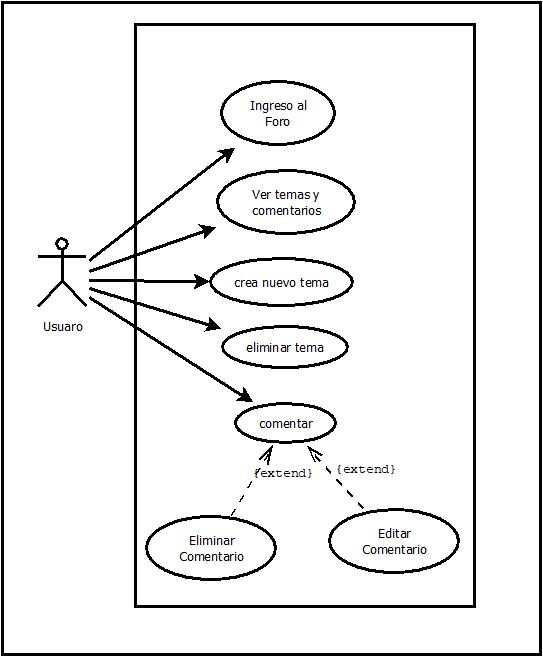 Ingreso al
Foro
Ver temas y
comentarios
crea nuevo tema
Usuaro
eliminar tema
comentar
{extend}
{extend}
Eliminar
Comentario
Editar
Comentario